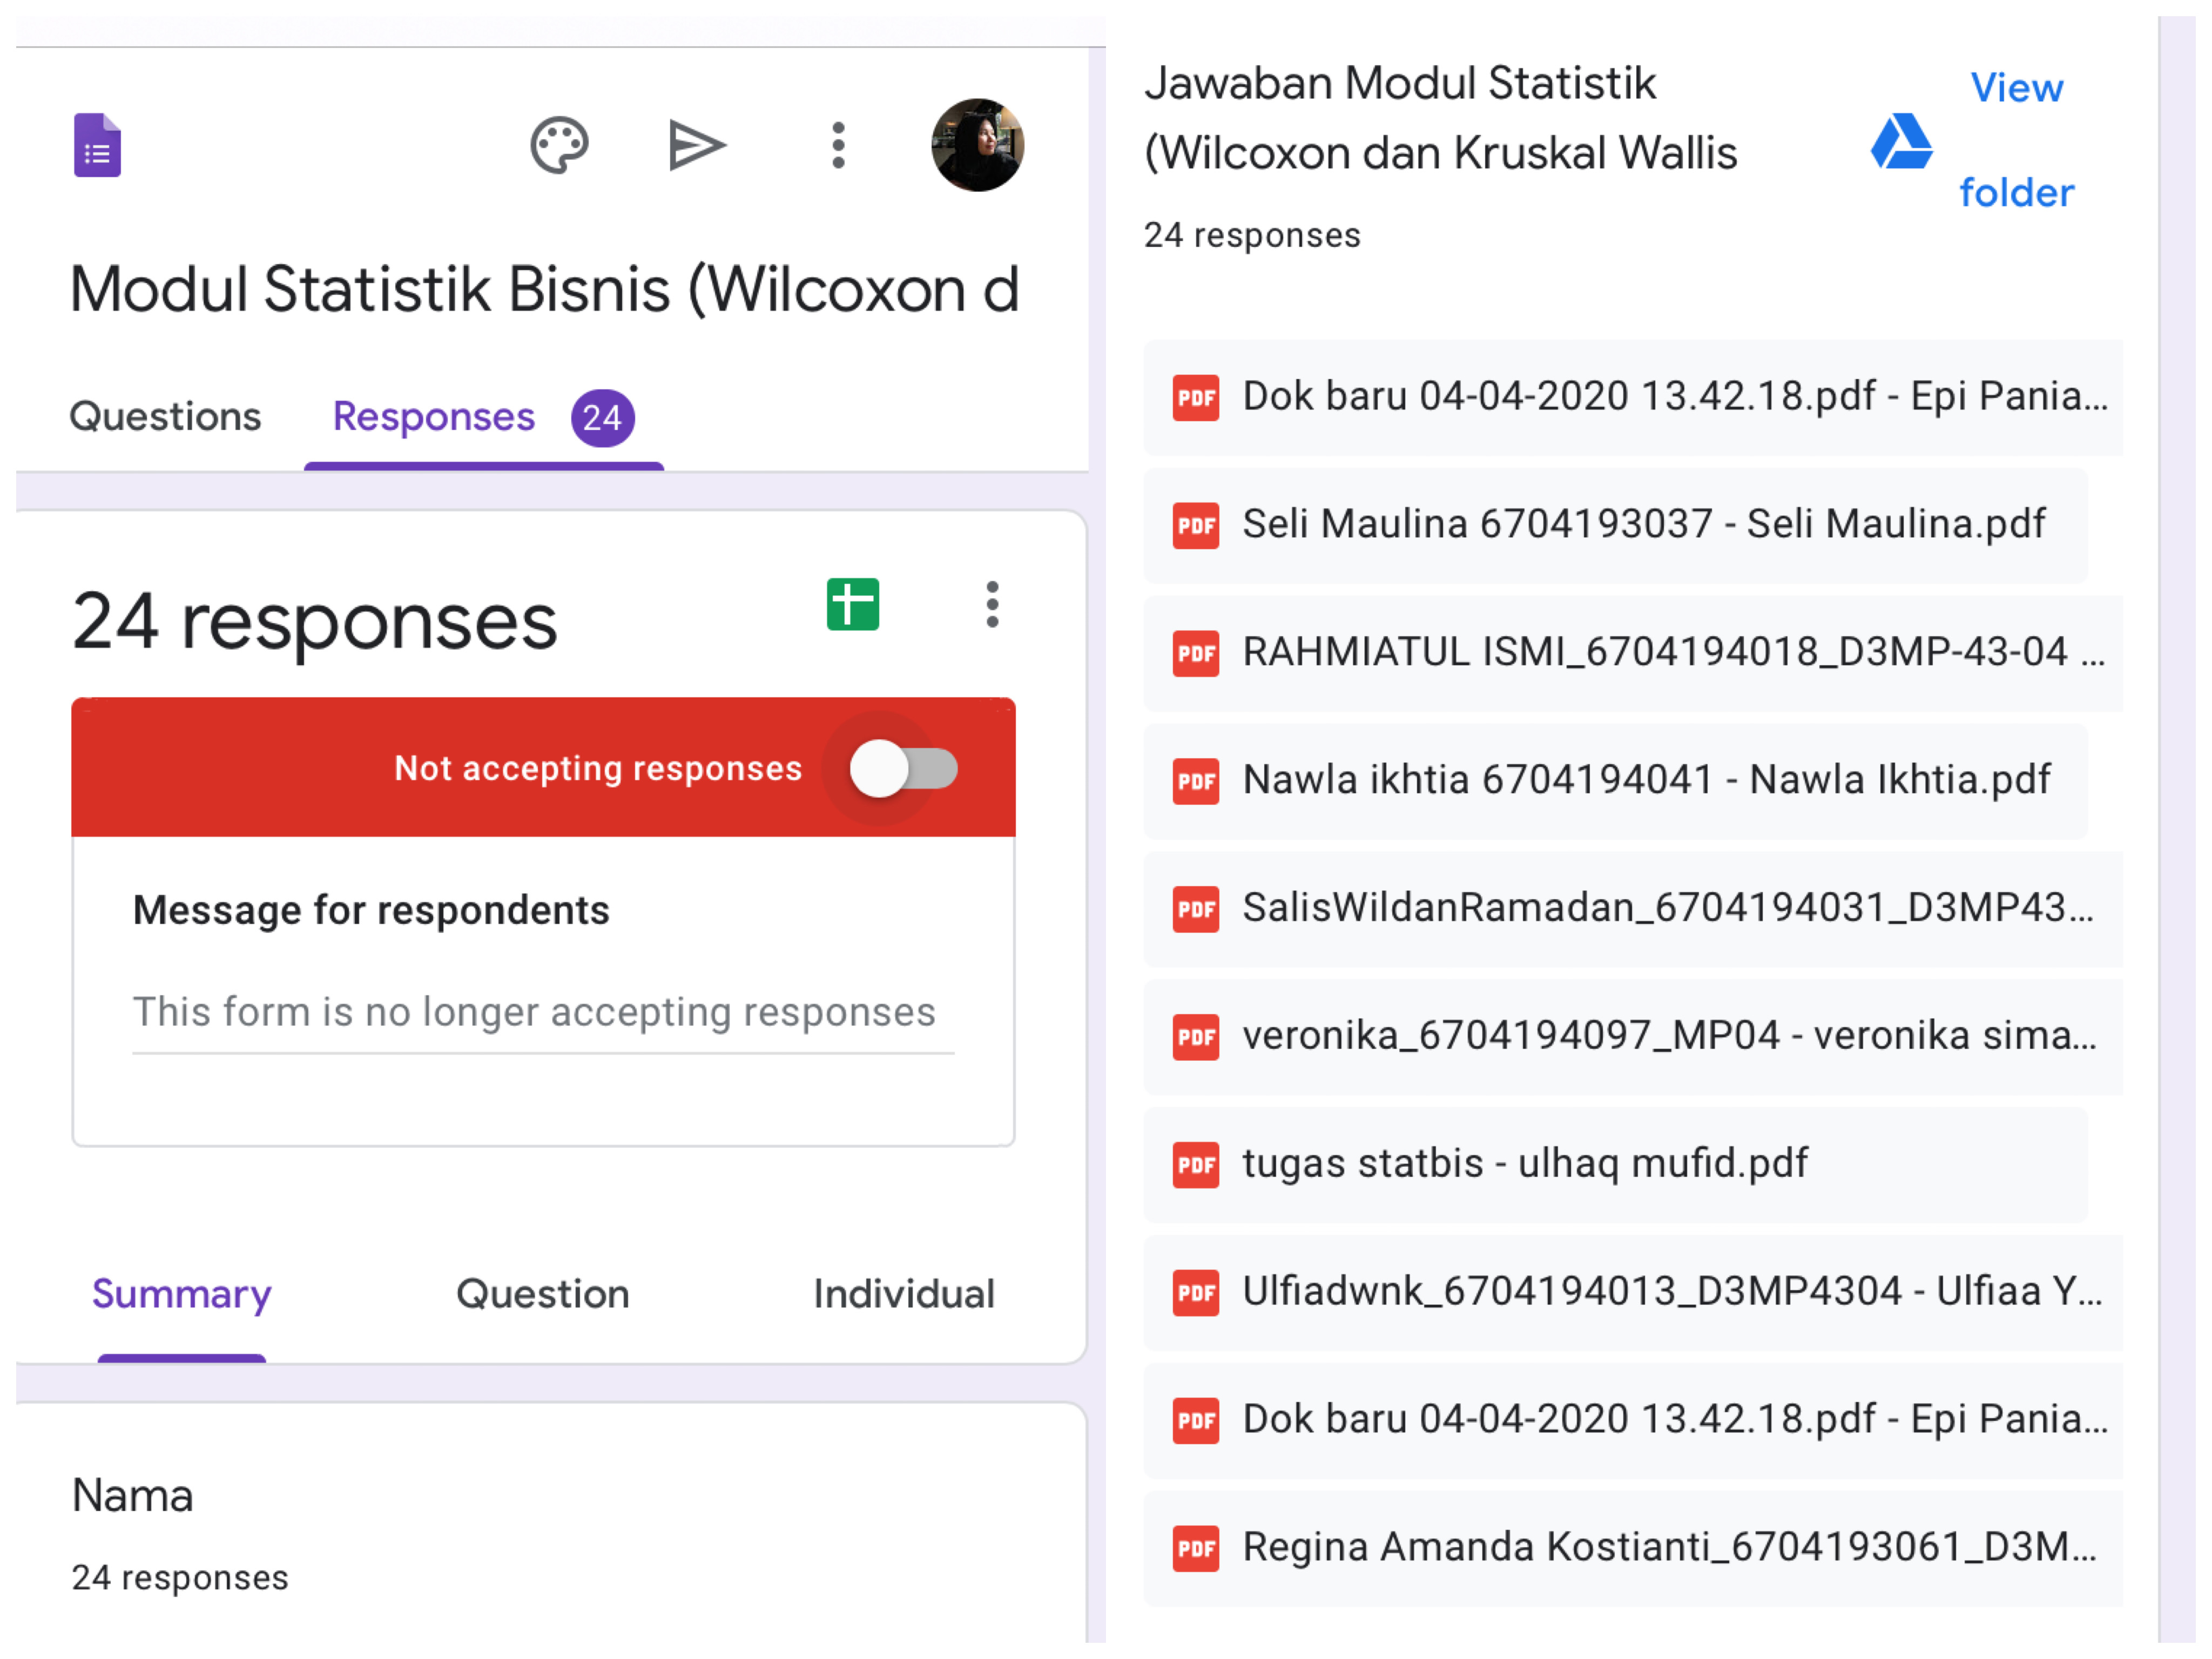 Modul Statistik Bisnis (Wilcoxon d
Questions
Responses
24
24 responses
Not accepting responses
Message for respondents
This form is no longer accepting responses
Summary
Question
Individual
Nama
24 responses
Jawaban Modul Statistik
(Wilcoxon dan Kruskal Wallis
View
folder
24 responses
PDF Dok baru 04-04-2020 13.42.18.pdf - Epi Pania...
PDF Seli Maulina 6704193037 - Seli Maulina.pdf
PDF RAHMIATUL ISMI_6704194018_D3MP-43-04 ...
PDF Nawla ikhtia 6704194041 - Nawla Ikhtia.pdf
PDF SalisWildanRamadan_6704194031_D3MP43...
PDF veronika_6704194097_MP04 - veronika sima...
PDF tugas statbis - ulhaq mufid.pdf
PDF Ulfiadwnk_6704194013_D3MP4304 - Ulfiaa Y...
PDF Dok baru 04-04-2020 13.42.18.pdf - Epi Pania...
PDF Regina Amanda Kostianti_6704193061_D3M...